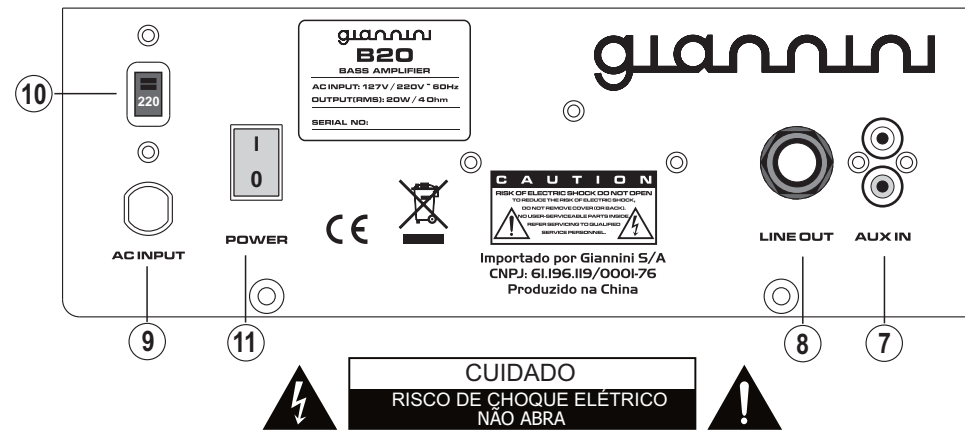 giannini
B20
BASS AMPLIFIER
AC INPUT: 127V / 220V ~ 60Hz
OUTPUT(RMS): 20W / 4 Ohm
SERIAL NO:
giannini
10
220
I
0
POWER
AC INPUT
CE
CAUTION
RISK OF ELECTRIC SHOCK DO NOT OPEN
TO REDUCE THE RISK OF ELECTRIC SHOCK,
DO NOT REMOVE COVER (OR BACK).
NO USER-SERVICEABLE PARTS INSIDE
REFER SERVICING TO QUALIFIED
SERVICE PERSONNEL.
Importado por Giannini S/A
CNPJ: 61.196.119/0001-76
Produzido na China
LINE OUT
AUX IN
9
11
8
7
CUIDADO
RISCO DE CHOQUE ELÉTRICO
NÃO ABRA